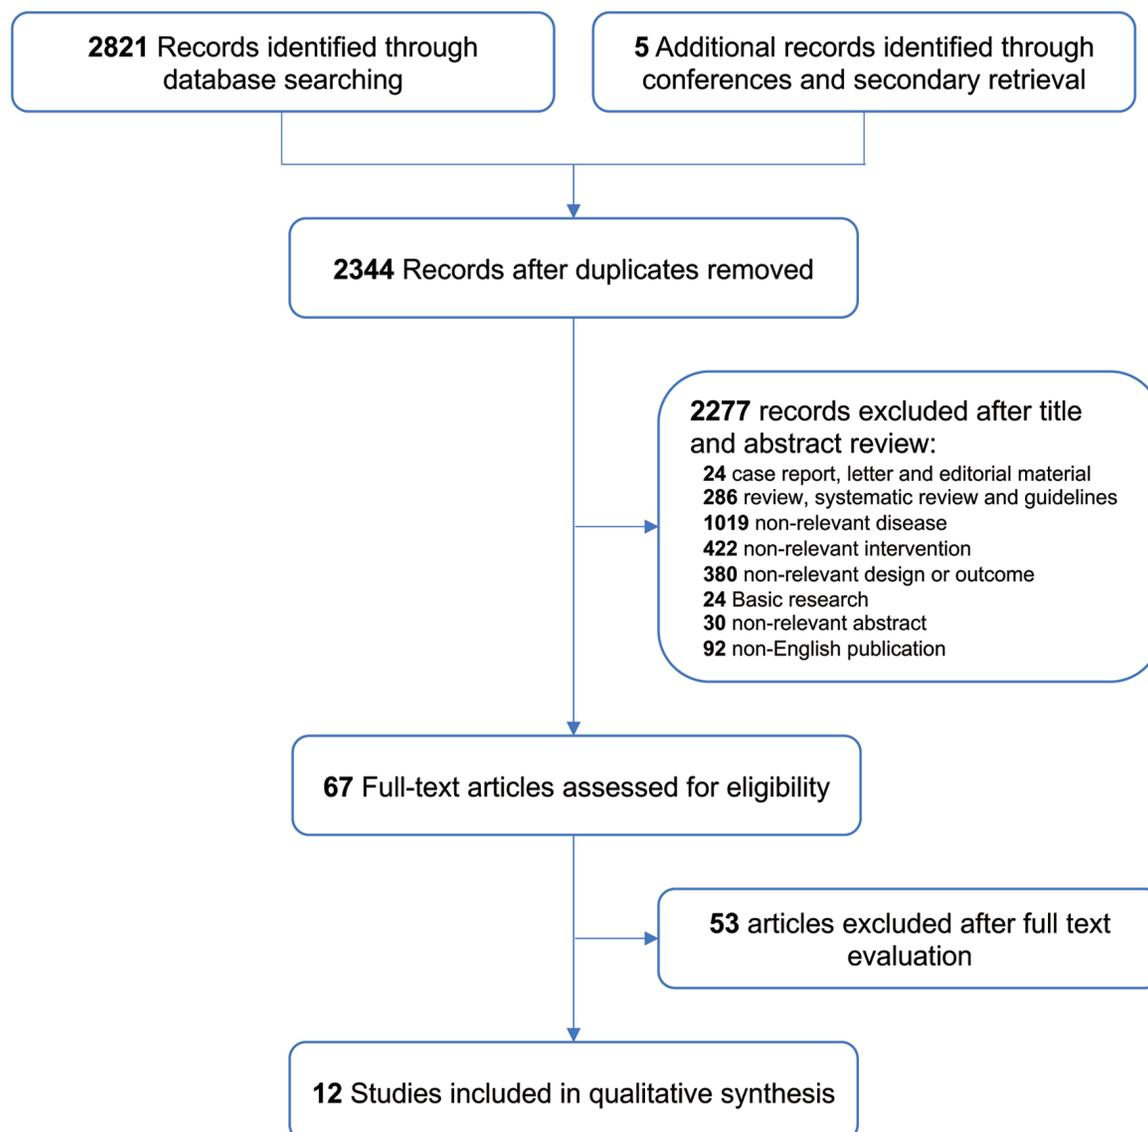 2821 Records identified through
database searching
5 Additional records identified through
conferences and secondary retrieval
2344 Records after duplicates removed
2277 records excluded after title
and abstract review:
24 case report, letter and editorial material
286 review, systematic review and guidelines
1019 non-relevant disease
422 non-relevant intervention
380 non-relevant design or outcome
24 Basic research
30 non-relevant abstract
92 non-English publication
67 Full-text articles assessed for eligibility
53 articles excluded after full text
evaluation
12 Studies included in qualitative synthesis